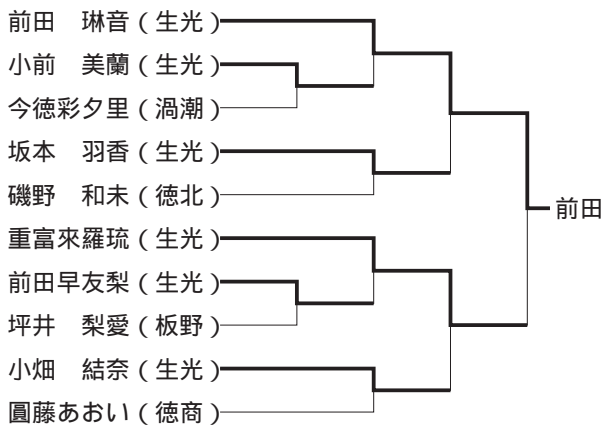 前田　琳音（生光）
小前　美蘭（生光）
今徳彩夕里（渦潮）
坂本　羽香（生光）
磯野　和未（徳北）
重富來羅琉（生光）
前田早友梨（生光）
坪井　梨愛（板野）
小畑　結奈（生光）
圓藤あおい（徳商）
前田